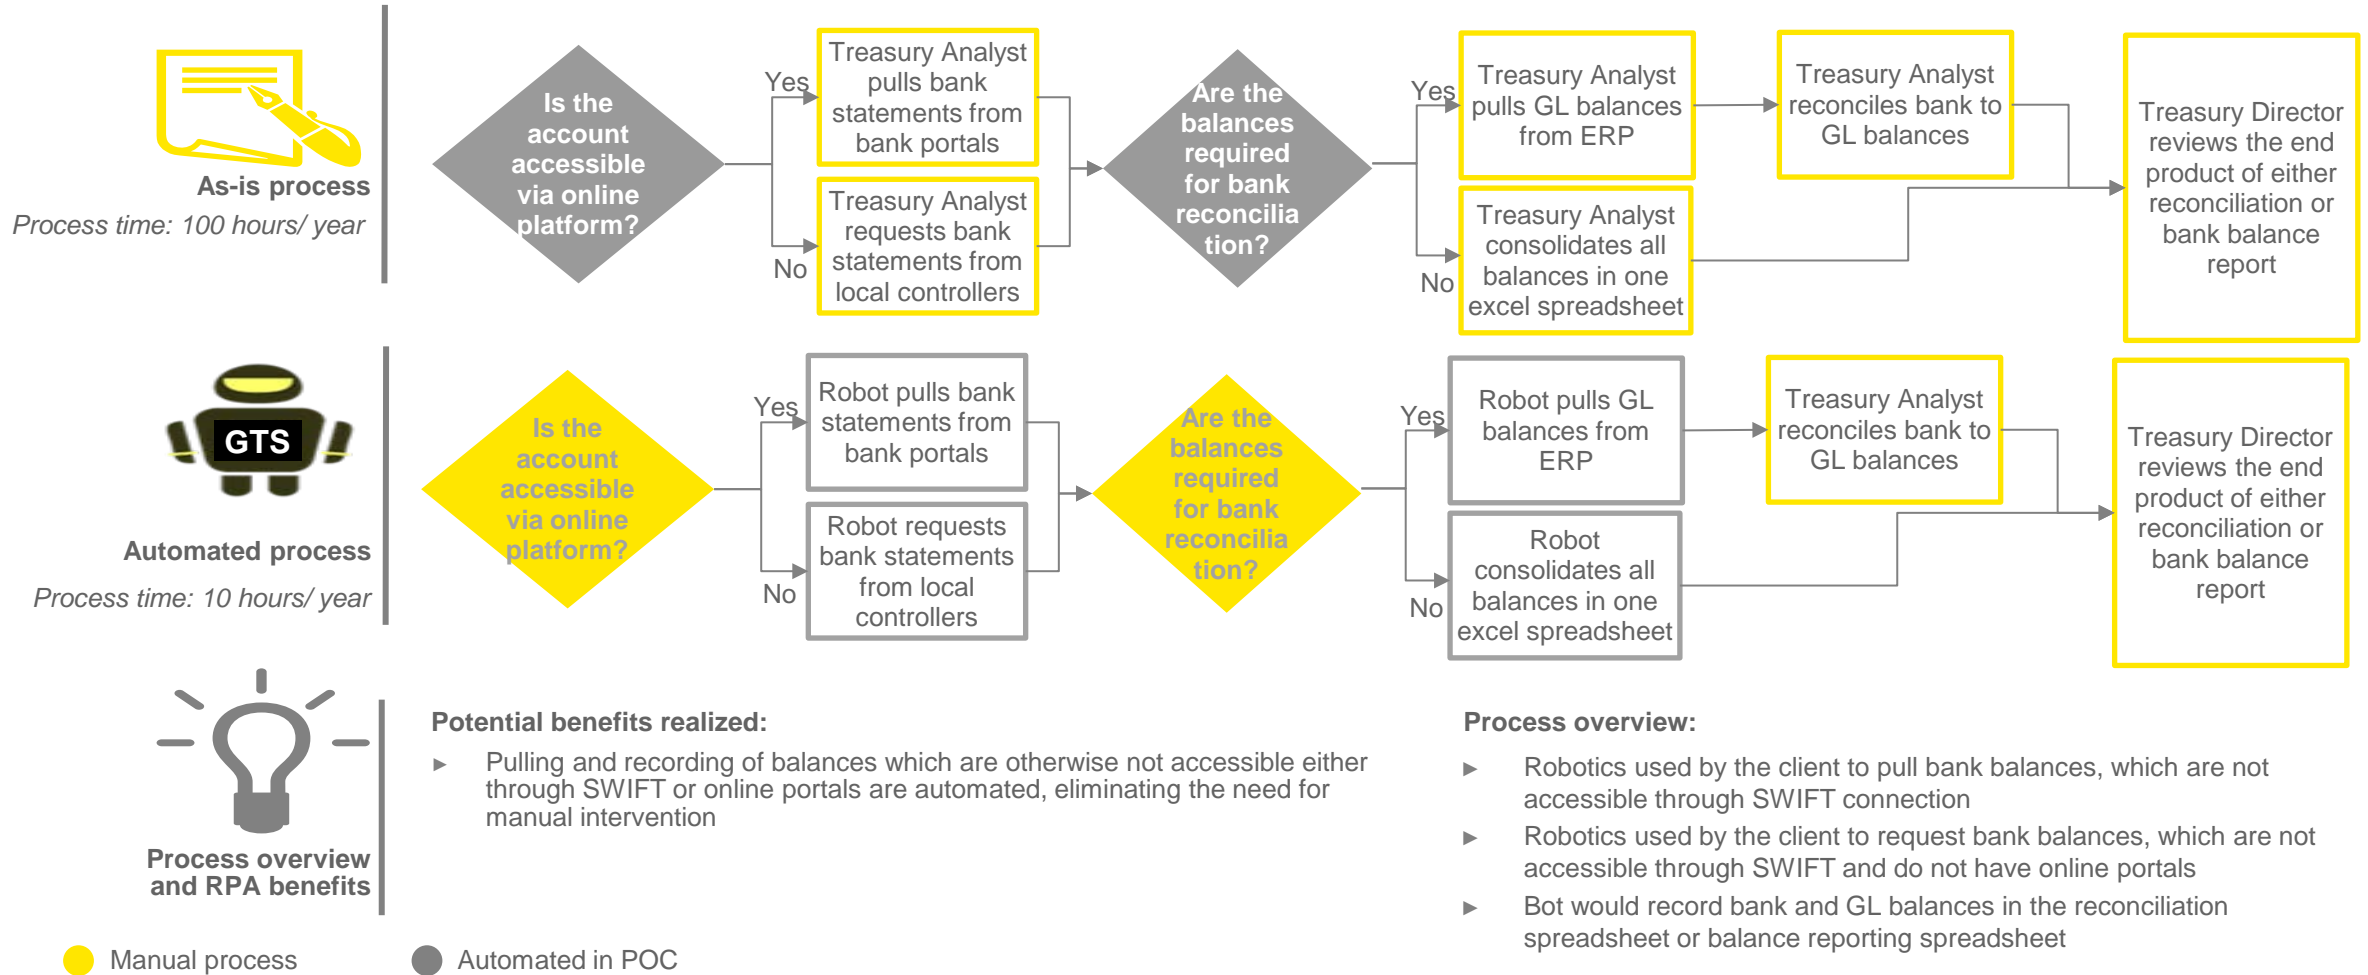 As-is process
Process time: 100 hours/ year
Is the
account
accessible
via online
platform?
Yes
No
Treasury Analyst
pulls bank
statements from
bank portals
Treasury Analyst
requests bank
statements from
local controllers
Are the
balances
required
for bank
reconcilia
tion?
Yes
No
Treasury Analyst
pulls GL balances
from ERP
Treasury Analyst
consolidates all
balances in one
excel spreadsheet
Treasury Analyst
reconciles bank to
GL balances
Treasury Director
reviews the end
product of either
reconciliation or
bank balance
report
GTS
Automated process
Process time: 10 hours/ year
Is the
account
accessible
via online
platform?
Yes
No
Robot pulls bank
statements from
bank portals
Robot requests
bank statements
from local
controllers
Are the
balances
required
for bank
reconcilia
tion?
Yes
No
Robot pulls GL
balances from
ERP
Robot
consolidates all
balances in one
excel spreadsheet
Treasury Analyst
reconciles bank to
GL balances
Treasury Director
reviews the end
product of either
reconciliation or
bank balance
report
Process overview
and RPA benefits
Potential benefits realized:
► Pulling and recording of balances which are otherwise not accessible either
through SWIFT or online portals are automated, eliminating the need for
manual intervention
Process overview:
► Robotics used by the client to pull bank balances, which are not
accessible through SWIFT connection
► Robotics used by the client to request bank balances, which are not
accessible through SWIFT and do not have online portals
► Bot would record bank and GL balances in the reconciliation
spreadsheet or balance reporting spreadsheet
Manual process
Automated in POC